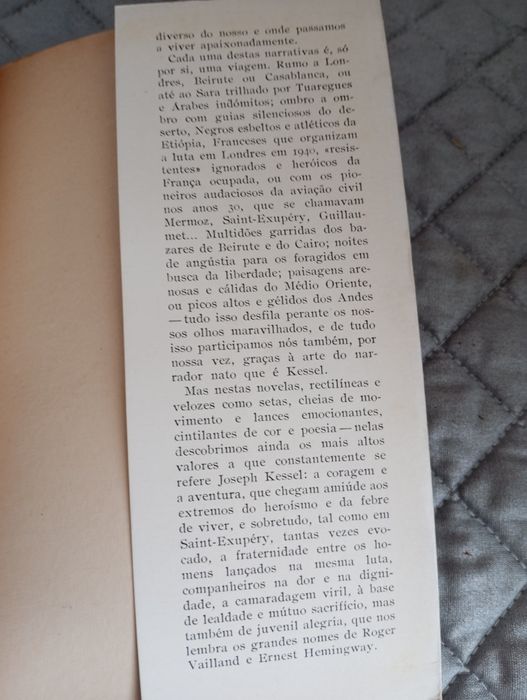 diverso do nosso e onde passamos
a viver apaixonadamente.
Cada uma destas narrativas é, só
por si, uma viagem. Rumo a Lon-
dres, Beirute ou Casablanca, ou
até ao Sara trilhado por Tuaregues
e Árabes indómitos; ombro a om-
bro com guias silenciosos do de-
serto, Negros esbeltos e atléticos da
Etiópia, Franceses que organizam
a luta em Londres em 1940, «resis-
tentes» ignorados e heróicos da
França ocupada, ou com os pio-
neiros audaciosos da aviação civil
nos anos 30, que se chamavam
Mermoz, Saint-Exupéry, Guillau-
met... Multidões garridas dos ba-
zares de Beirute e do Cairo; noites
de angústia para os foragidos em
busca da liberdade; paisagens are-
nosas e cálidas do Médio Oriente,
ou picos altos e gélidos dos Andes
— tudo isso desfila perante os nos-
sos olhos maravilhados, e de tudo
isso participamos nós também, por
nossa vez, graças à arte do nar-
rador nato que é Kessel.
Mas nestas novelas, rectilíneas e
velozes como setas, cheias de mo-
vimento e lances emocionantes,
cintilantes de cor e poesia — nelas
descobrimos ainda os mais altos
valores a que constantemente se
refere Joseph Kessel: a coragem e
a aventura, que chegam amiúde aos
extremos do heroísmo e da febre
de viver, e sobretudo, tal como em
Saint-Exupéry, tantas vezes evo-
cado, a fraternidade entre os ho-
mens lançados na mesma luta,
companheiros na dor e na digni-
dade, a camaradagem viril, à base
de lealdade e mútuo sacrifício, mas
também de juvenil alegria, que nos
lembra os grandes nomes de Roger
Vailland e Ernest Hemingway.